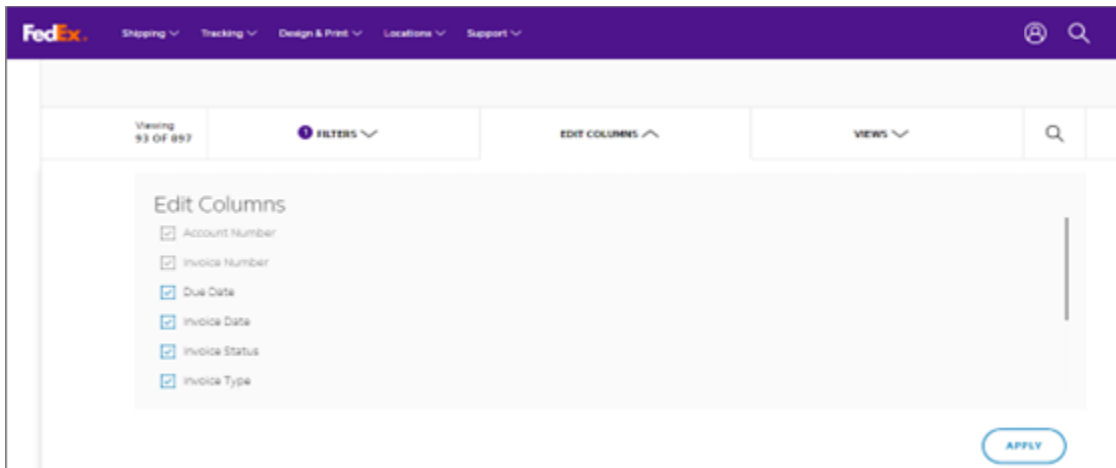 FedEx. Shipping Tracking Design & Print Locations Support
Viewing
93 OF 897
1 FILTERS
EDIT COLUMNS
VIEWS
Edit Columns
Account Number
Invoice Number
Due Date
Invoice Date
Invoice Status
Invoice Type
APPLY